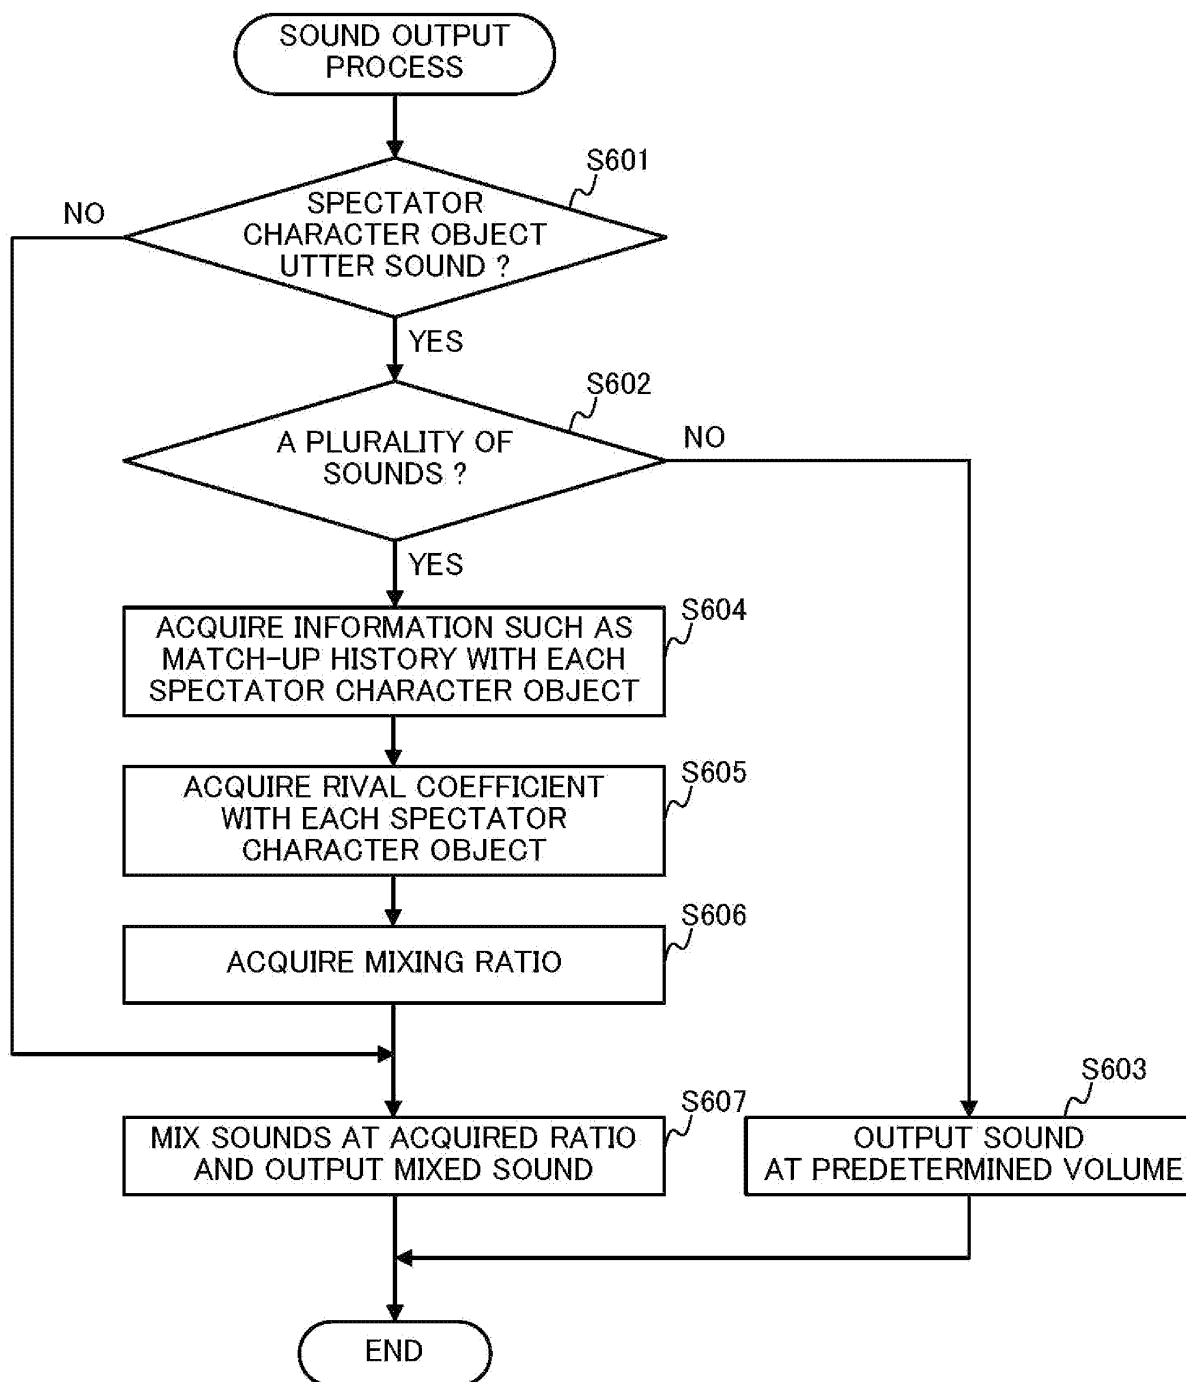 SOUND OUTPUT
PROCESS
S601
NO
SPECTATOR
CHARACTER OBJECT
UTTER SOUND ?
YES
S602
A PLURALITY OF
SOUNDS ?
NO
YES
S604
ACQUIRE INFORMATION SUCH AS
MATCH-UP HISTORY WITH EACH
SPECTATOR CHARACTER OBJECT
S605
ACQUIRE RIVAL COEFFICIENT
WITH EACH SPECTATOR
CHARACTER OBJECT
S606
ACQUIRE MIXING RATIO
S607
MIX SOUNDS AT ACQUIRED RATIO
AND OUTPUT MIXED SOUND
S603
OUTPUT SOUND
AT PREDETERMINED VOLUME
END